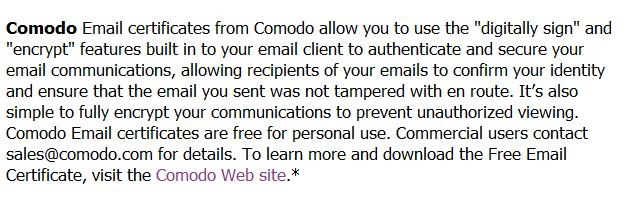 Comodo Email certificates from Comodo allow you to use the "digitally sign" and
"encrypt" features built in to your email client to authenticate and secure your
email communications, allowing recipients of your emails to confirm your identity
and ensure that the email you sent was not tampered with en route. It’s also
simple to fully encrypt your communications to prevent unauthorized viewing.
Comodo Email certificates are free for personal use. Commercial users contact
sales@comodo.com for details. To learn more and download the Free Email
Certificate, visit the Comodo Web site.*